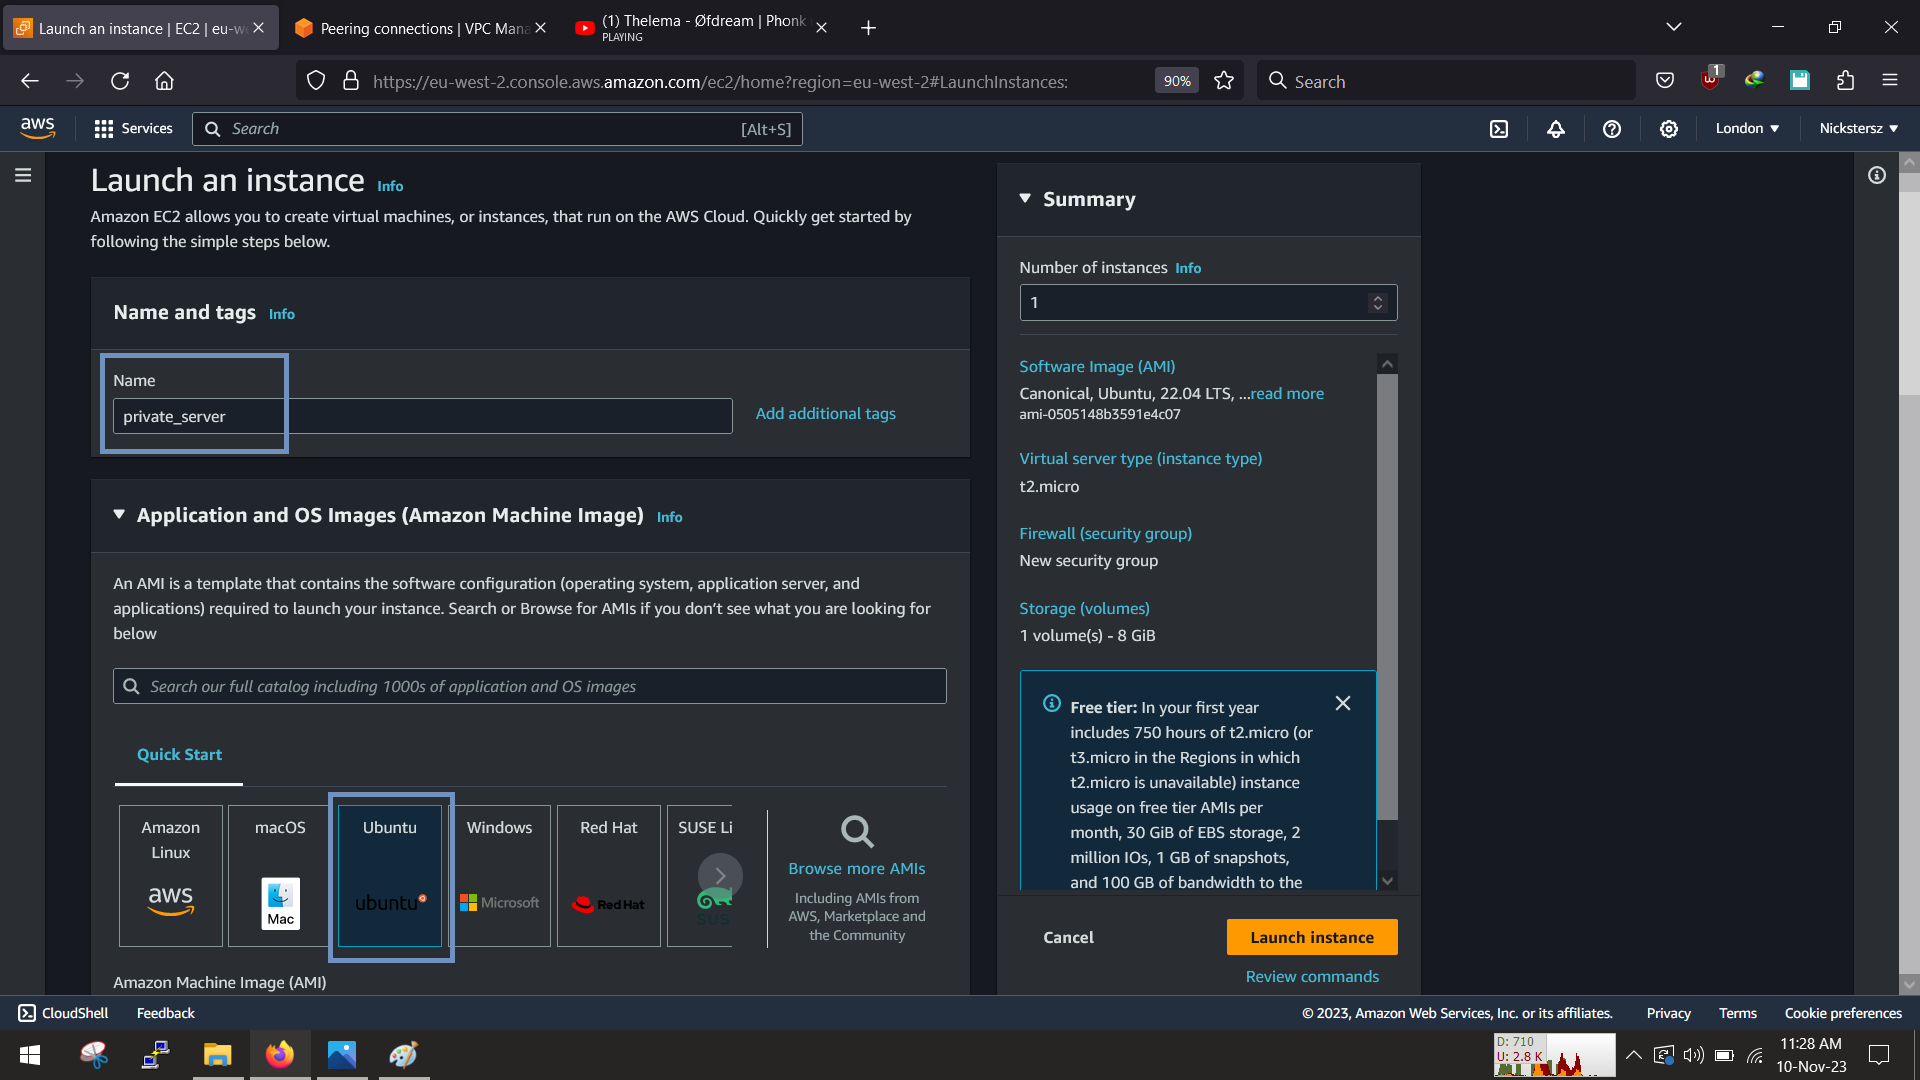 Launch an instance | EC2 | eu-we
Peering connections | VPC Mana
(1) Thelema - Øfdream | Phonk
PLAYING
https://eu-west-2.console.aws.amazon.com/ec2/home?region=eu-west-2#LaunchInstances:
90%
Search
1
aws
Services
Search
[Alt+S]
London
Nickstersz
Launch an instance Info
Amazon EC2 allows you to create virtual machines, or instances, that run on the AWS Cloud. Quickly get started by
following the simple steps below.
Name and tags Info
Name
private_server
Add additional tags
Application and OS Images (Amazon Machine Image) Info
An AMI is a template that contains the software configuration (operating system, application server, and
applications) required to launch your instance. Search or Browse for AMIs if you don’t see what you are looking for
below
Search our full catalog including 1000s of application and OS images
Quick Start
Amazon
Linux
aws
macOS
Mac
Ubuntu
ubuntu
Windows
Microsoft
Red Hat
Red Hat
SUSE Li
SUS
Browse more AMIs
Including AMIs from
AWS, Marketplace and
the Community
Amazon Machine Image (AMI)
Summary
Number of instances Info
1
Software Image (AMI)
Canonical, Ubuntu, 22.04 LTS, ...read more
ami-0505148b3591e4c07
Virtual server type (instance type)
t2.micro
Firewall (security group)
New security group
Storage (volumes)
1 volume(s) - 8 GiB
Free tier: In your first year
includes 750 hours of t2.micro (or
t3.micro in the Regions in which
t2.micro is unavailable) instance
usage on free tier AMIs per
month, 30 GiB of EBS storage, 2
million IOs, 1 GB of snapshots,
and 100 GB of bandwidth to the
Cancel
Launch instance
Review commands
CloudShell
Feedback
© 2023, Amazon Web Services, Inc. or its affiliates.
Privacy
Terms
Cookie preferences
D: 710
U: 2.8 K
11:28 AM
10-Nov-23